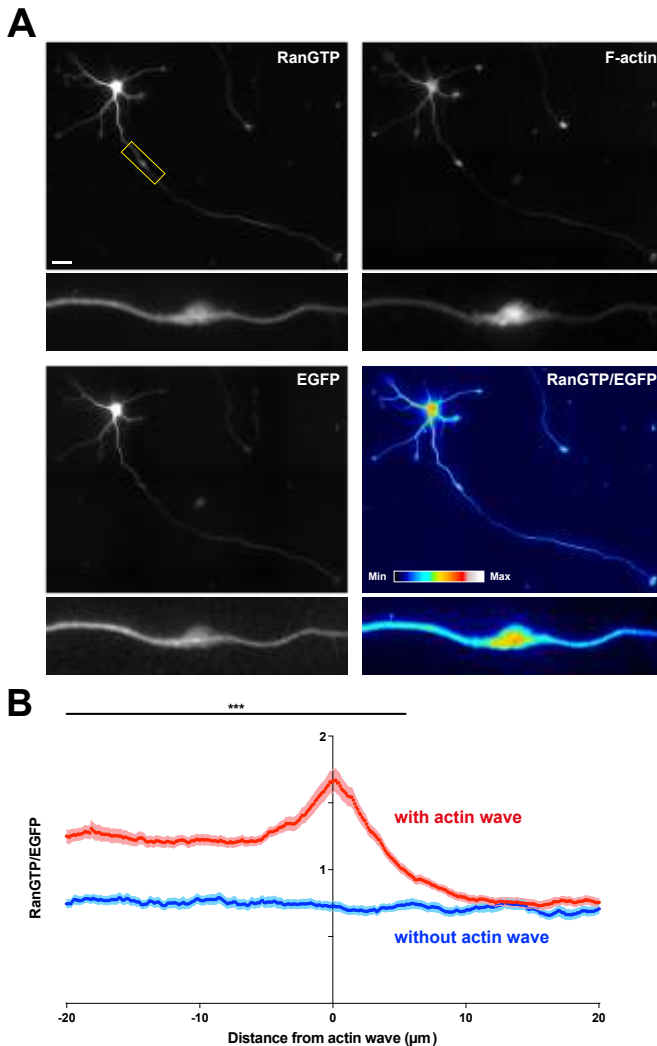 A
RanGTP
F-actin
EGFP
RanGTP/EGFP
Min Max
B
***
2
with actin wave
RanGTP/EGFP
1
without actin wave
-20 -10 0 10 20
Distance from actin wave (μm)